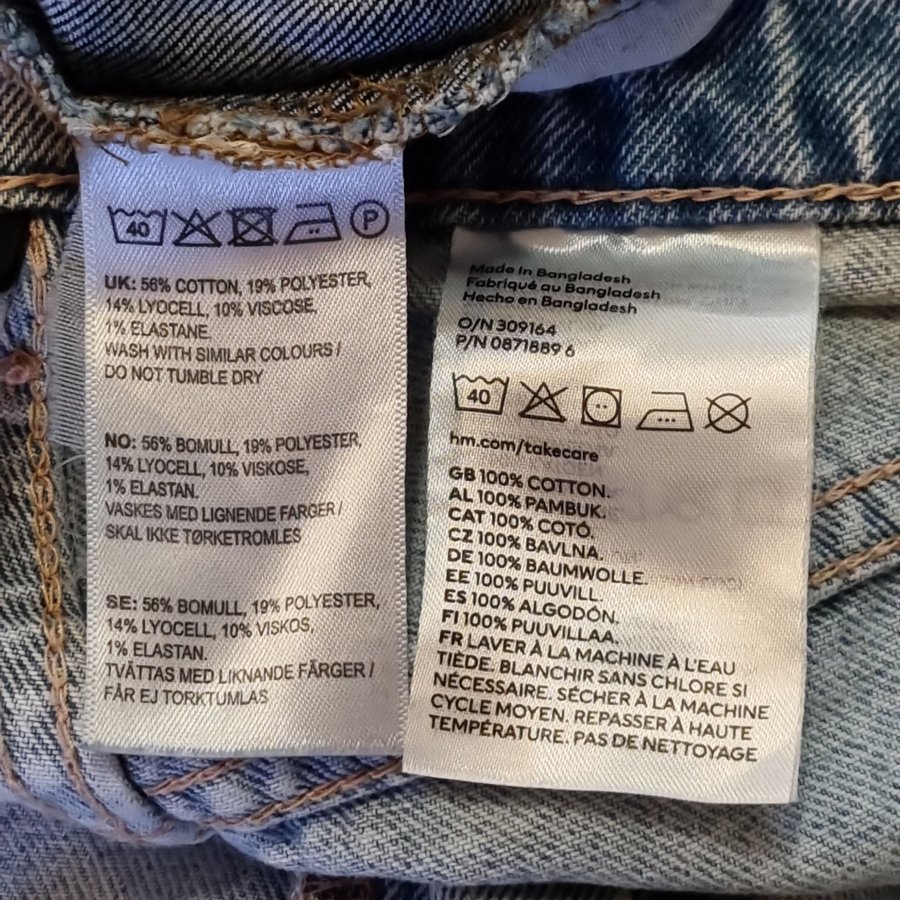 40 P
UK: 56% COTTON, 19% POLYESTER,
14% LYOCELL, 10% VISCOSE,
1% ELASTANE.
WASH WITH SIMILAR COLOURS /
DO NOT TUMBLE DRY
NO: 56% BOMULL, 19% POLYESTER,
14% LYOCELL, 10% VISKOSE,
1% ELASTAN.
VASKES MED LIGNENDE FARGER /
SKAL IKKE TØRKETROMLES
SE: 56% BOMULL, 19% POLYESTER,
14% LYOCELL, 10% VISKOS,
1% ELASTAN.
TVÄTTAS MED LIKNANDE FÄRGER /
FÅR EJ TORKTUMLAS
Made in Bangladesh
Fabriqué au Bangladesh
Hecho en Bangladesh
O/N 309164
P/N 0871889 6
40
hm.com/takecare
GB 100% COTTON.
AL 100% PAMBUK.
CAT 100% COTÓ.
CZ 100% BAVLNA.
DE 100% BAUMWOLLE.
EE 100% PUUVILL.
ES 100% ALGODÓN.
FI 100% PUUVILLAA.
FR LAVER À LA MACHINE À L'EAU
TIÈDE. BLANCHIR SANS CHLORE SI
NÉCESSAIRE. SÉCHER À LA MACHINE
CYCLE MOYEN. REPASSER À HAUTE
TEMPÉRATURE. PAS DE NETTOYAGE